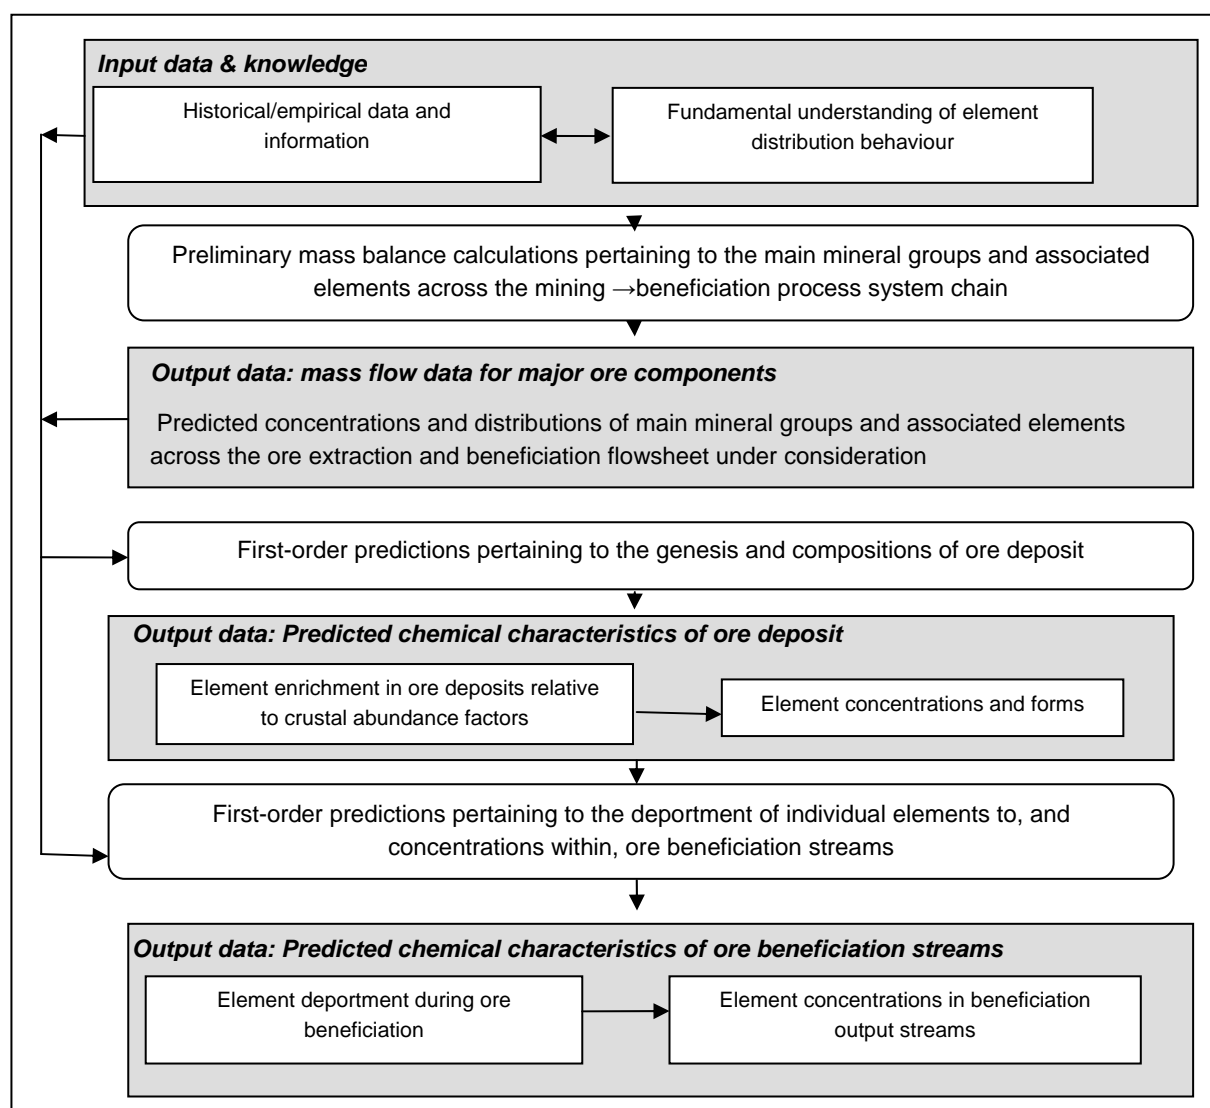 Input data & knowledge
Historical/empirical data and
information
Fundamental understanding of element
distribution behaviour
Preliminary mass balance calculations pertaining to the main mineral groups and associated
elements across the mining →beneficiation process system chain
Output data: mass flow data for major ore components
Predicted concentrations and distributions of main mineral groups and associated elements
across the ore extraction and beneficiation flowsheet under consideration
First-order predictions pertaining to the genesis and compositions of ore deposit
Output data: Predicted chemical characteristics of ore deposit
Element enrichment in ore deposits relative
to crustal abundance factors
Element concentrations and forms
First-order predictions pertaining to the department of individual elements to, and
concentrations within, ore beneficiation streams
Output data: Predicted chemical characteristics of ore beneficiation streams
Element department during ore
beneficiation
Element concentrations in beneficiation
output streams